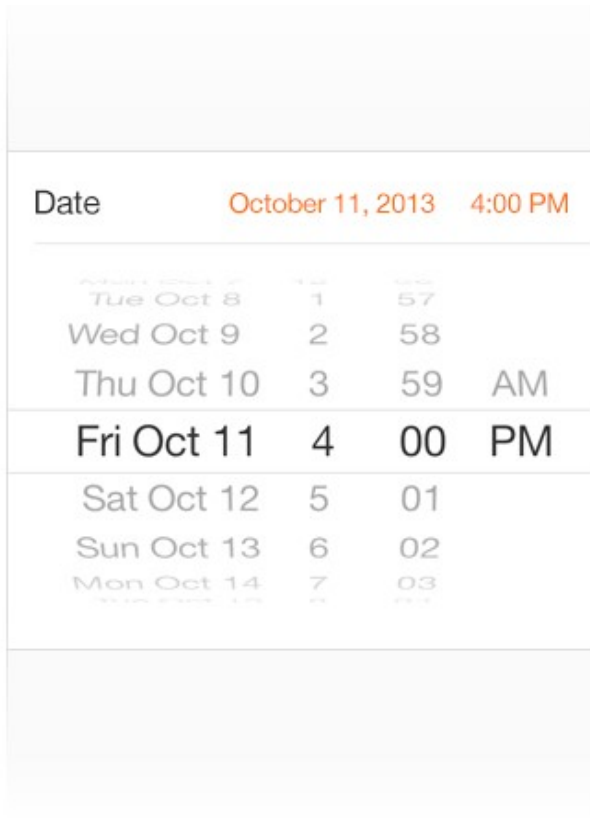 Date October 11, 2013 4:00 PM
Tue Oct 8 1 57
Wed Oct 9 2 58
Thu Oct 10 3 59 AM
Fri Oct 11 4 00 PM
Sat Oct 12 5 01
Sun Oct 13 6 02
Mon Oct 14 7 03